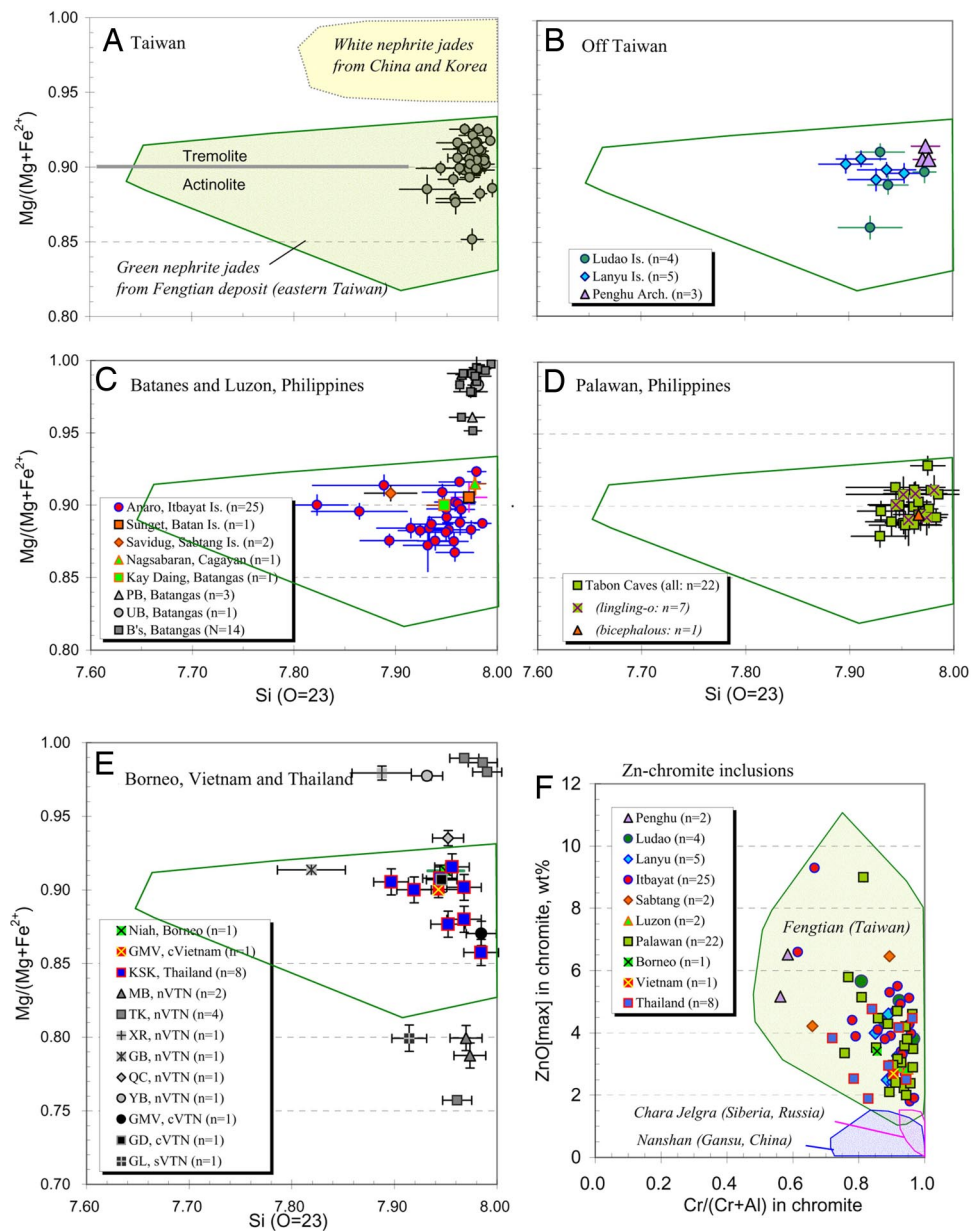 A
Taiwan
White nephrite jades
from China and Korea
Tremolite
Actinolite
Green nephrite jades
from Fengtian deposit (eastern Taiwan)
Mg/(Mg+Fe2+)
1.00
0.95
0.90
0.85
0.80
B
Off Taiwan
Ludao Is. (n=4)
Lanyu Is. (n=5)
Penghu Arch. (n=3)
C
Batanes and Luzon, Philippines
Anaro, Itbayat Is. (n=25)
Sunget, Batan Is. (n=1)
Savidug, Sabtang Is. (n=2)
Nagsabaran, Cagayan (n=1)
Kay Daing, Batangas (n=1)
PB, Batangas (n=3)
UB, Batangas (n=1)
B's, Batangas (N=14)
Mg/(Mg+Fe2+)
1.00
0.95
0.90
0.85
0.80
7.60
7.70
7.80
7.90
8.00
Si (O=23)
D
Palawan, Philippines
Tabon Caves (all: n=22)
(lingling-o: n=7)
(bicephalous: n=1)
7.60
7.70
7.80
7.90
8.00
Si (O=23)
E
Borneo, Vietnam and Thailand
Niah, Borneo (n=1)
GMV, cVietnam (n=1)
KSK, Thailand (n=8)
MB, nVTN (n=2)
TK, nVTN (n=4)
XR, nVTN (n=1)
GB, nVTN (n=1)
QC, nVTN (n=1)
YB, nVTN (n=1)
GMV, cVTN (n=1)
GD, cVTN (n=1)
GL, sVTN (n=1)
Mg/(Mg+Fe2+)
1.00
0.95
0.90
0.85
0.80
0.75
0.70
7.60
7.70
7.80
7.90
8.00
Si (O=23)
Zn-chromite inclusions
F
Penghu (n=2)
Ludao (n=4)
Lanyu (n=5)
Itbayat (n=25)
Sabtang (n=2)
Luzon (n=2)
Palawan (n=22)
Borneo (n=1)
Vietnam (n=1)
Thailand (n=8)
Fengtian (Taiwan)
Chara Jelgra (Siberia, Russia)
Nanshan (Gansu, China)
ZnO[max] in chromite, wt%
12
10
8
6
4
2
0
0.0
0.2
0.4
0.6
0.8
1.0
Cr/(Cr+Al) in chromite